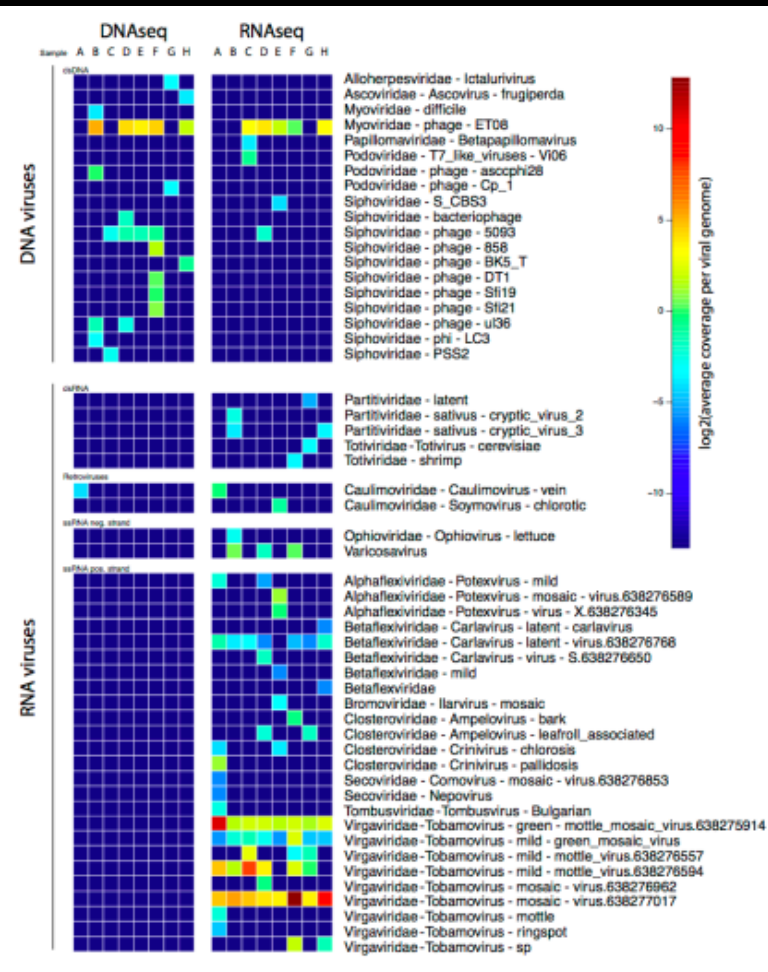 DNAseq RNAseq
Sample A B C D E F G H A B C D E F G H
dsDNA
Alloherpesviridae - Ictalurivirus
Ascoviridae - Ascovirus - frugiperda
Myoviridae - difficile
Myoviridae - phage - ET08
Papillomaviridae - Betapapillomavirus
Podoviridae - T7_like_viruses - Vi06
Podoviridae - phage - asccphi28
Podoviridae - phage - Cp_1
Siphoviridae - S_CBS3
Siphoviridae - bacteriophage
Siphoviridae - phage - 5093
Siphoviridae - phage - 858
Siphoviridae - phage - BK5_T
Siphoviridae - phage - DT1
Siphoviridae - phage - Sfi19
Siphoviridae - phage - Sfi21
Siphoviridae - phage - ul36
Siphoviridae - phi - LC3
Siphoviridae - PSS2
DNA viruses
dsRNA
Partitiviridae - latent
Partitiviridae - sativus - cryptic_virus_2
Partitiviridae - sativus - cryptic_virus_3
Totiviridae-Totivirus - cerevisiae
Totiviridae - shrimp
Retroviruses
Caulimoviridae - Caulimovirus - vein
Caulimoviridae - Soymovirus - chlorotic
ssRNA neg. strand
Ophioviridae - Ophiovirus - lettuce
Varicosavirus
ssRNA pos. strand
Alphaflexiviridae - Potexvirus - mild
Alphaflexiviridae - Potexvirus - mosaic - virus.638276589
Alphaflexiviridae - Potexvirus - virus - X.638276345
Betaflexiviridae - Carlavirus - latent - carlavirus
Betaflexiviridae - Carlavirus - latent - virus.638276768
Betaflexiviridae - Carlavirus - virus - S.638276650
Betaflexiviridae - mild
Betaflexviridae
Bromoviridae - Ilarvirus - mosaic
Closteroviridae - Ampelovirus - bark
Closteroviridae - Ampelovirus - leafroll_associated
Closteroviridae - Crinivirus - chlorosis
Closteroviridae - Crinivirus - pallidosis
Secoviridae - Comovirus - mosaic - virus.638276853
Secoviridae - Nepovirus
Tombusviridae-Tombusvirus - Bulgarian
Virgaviridae-Tobamovirus - green - mottle_mosaic_virus.638275914
Virgaviridae-Tobamovirus - mild - green_mosaic_virus
Virgaviridae-Tobamovirus - mild - mottle_virus.638276557
Virgaviridae-Tobamovirus - mild - mottle_virus.638276594
Virgaviridae-Tobamovirus - mosaic - virus.638276962
Virgaviridae-Tobamovirus - mosaic - virus.638277017
Virgaviridae-Tobamovirus - mottle
Virgaviridae-Tobamovirus - ringspot
Virgaviridae-Tobamovirus - sp
RNA viruses
10
5
0
-5
-10
log2(average coverage per viral genome)